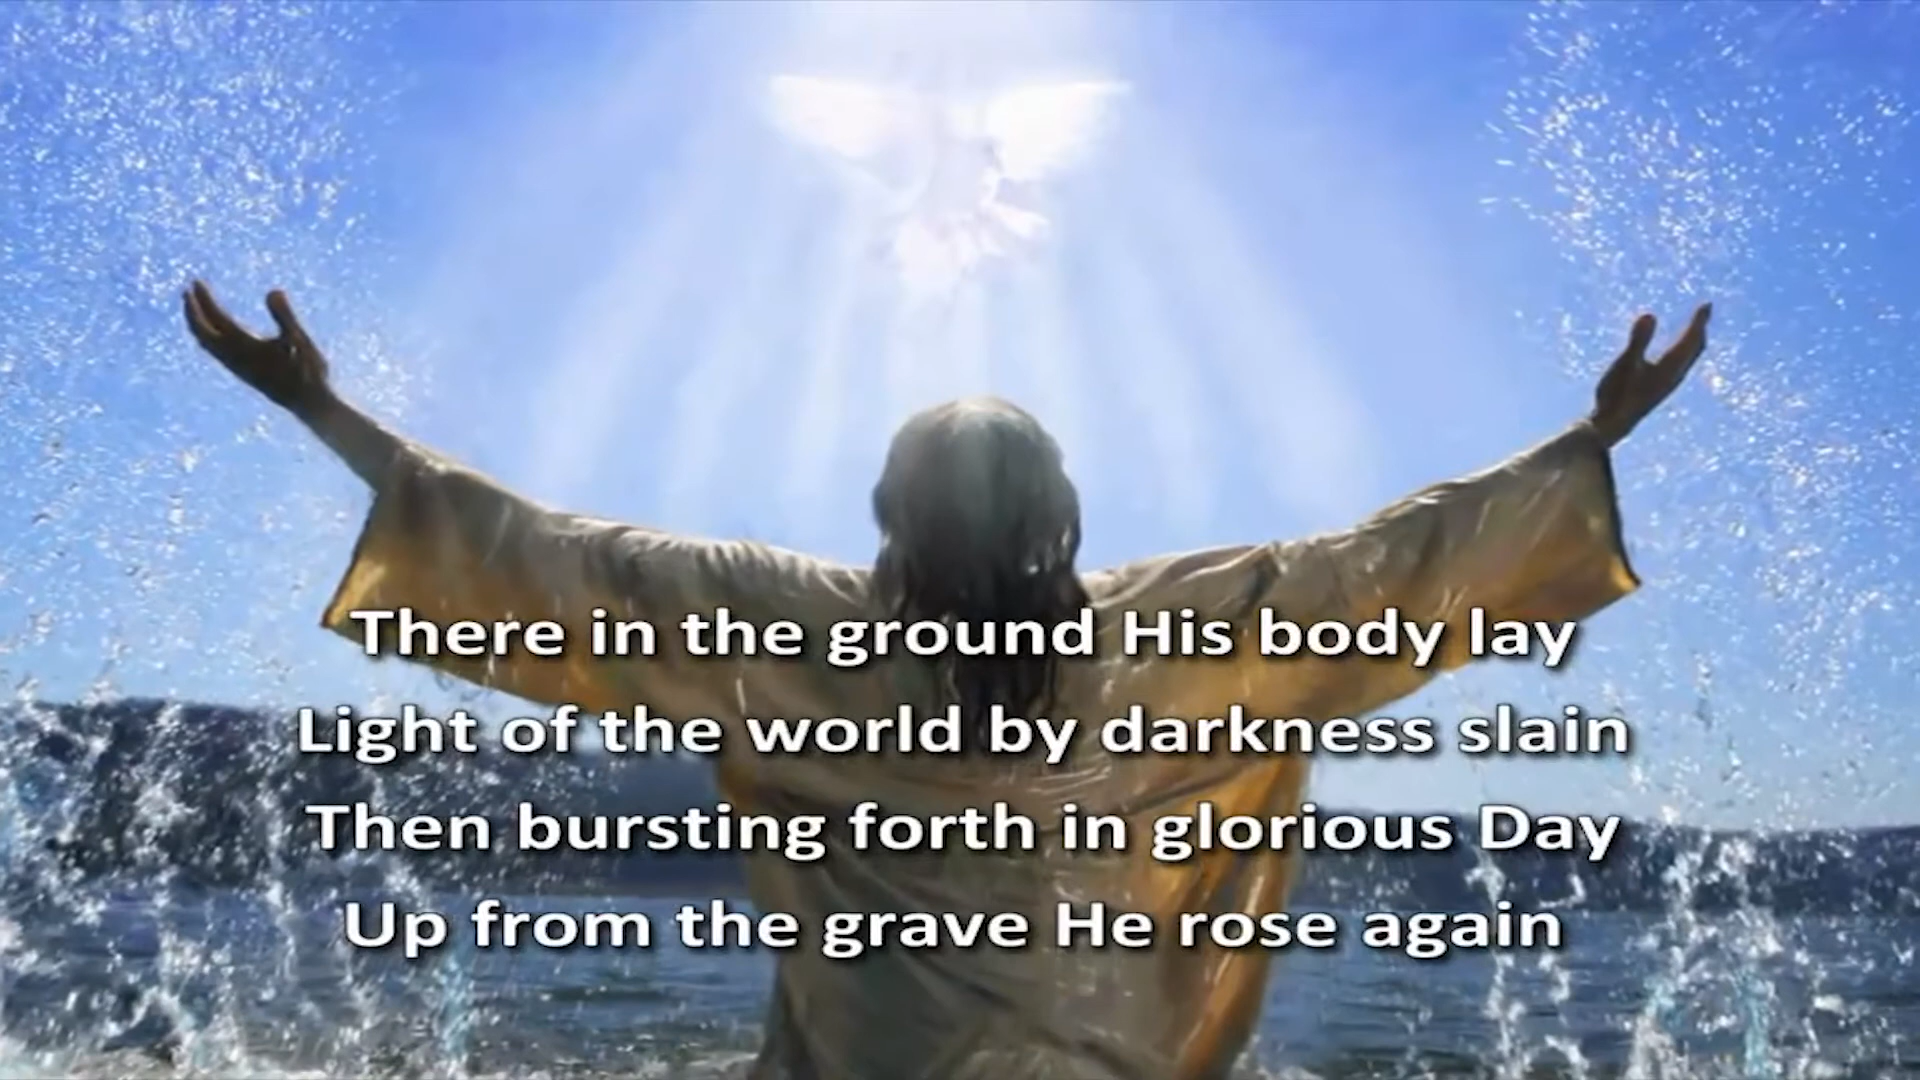 There in the ground His body lay
Light of the world by darkness slain
Then bursting forth in glorious Day
Up from the grave He rose again